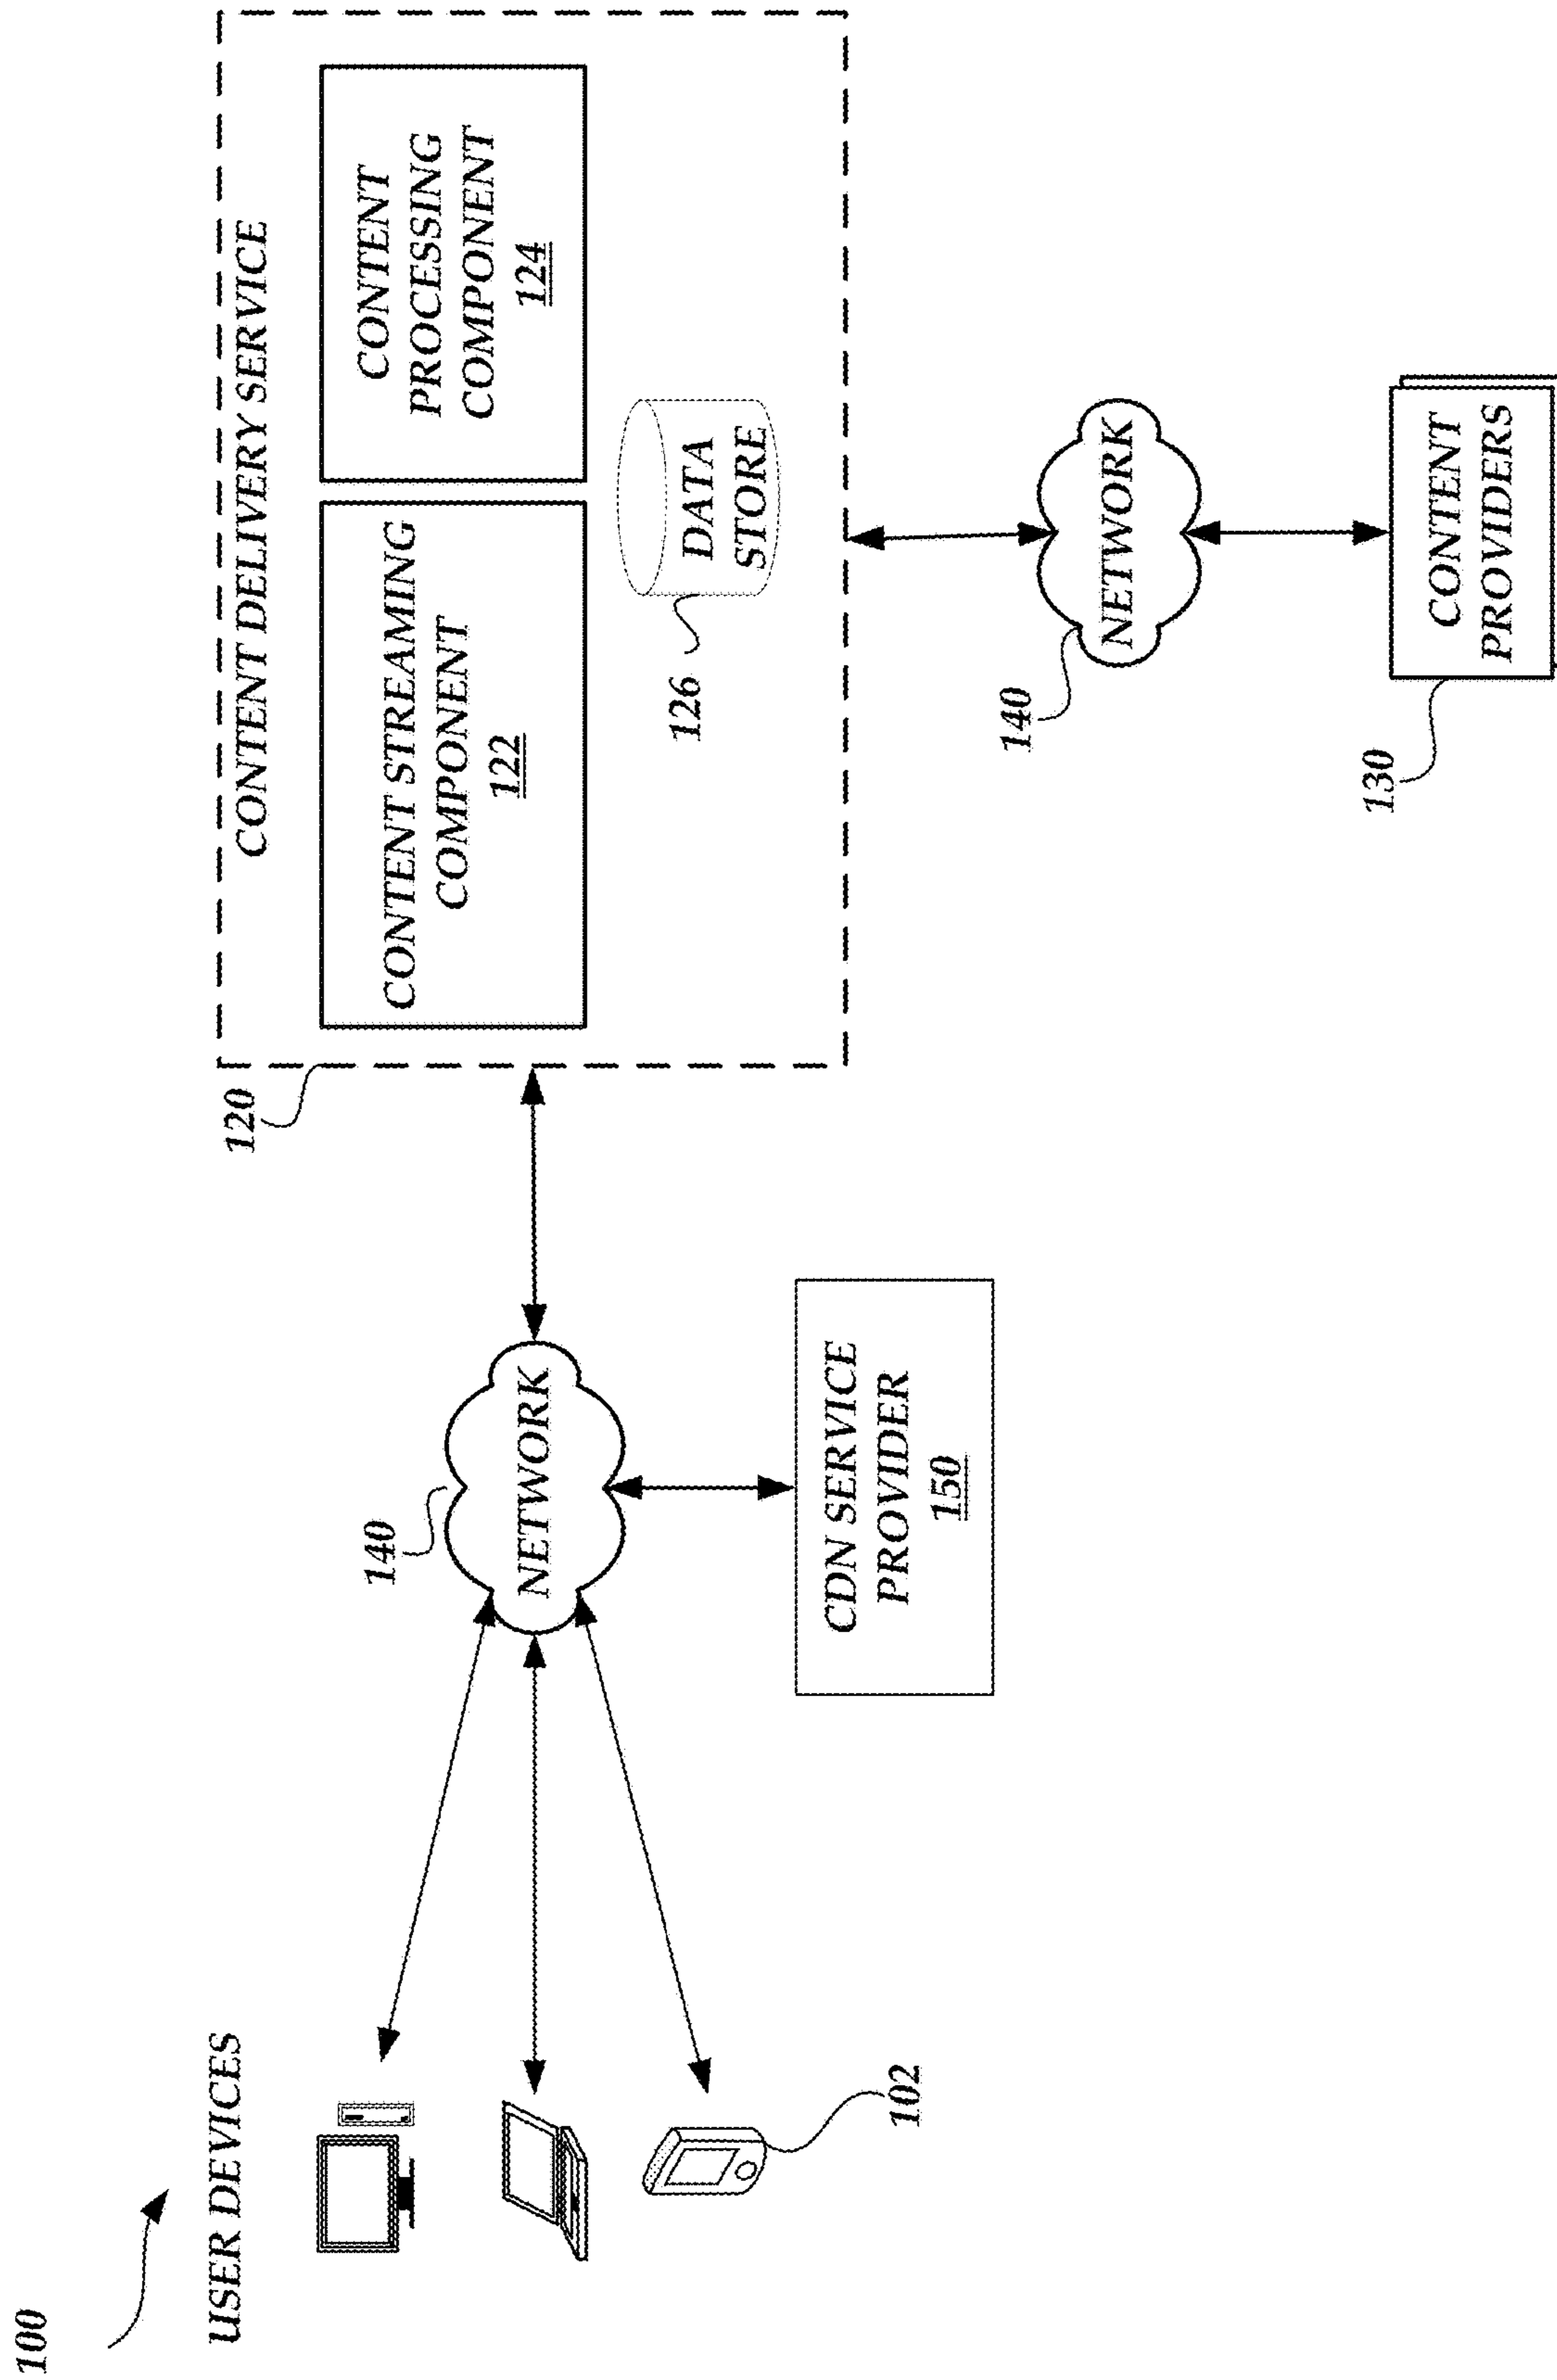 100
USER DEVICES
102
140
NETWORK
CDN SERVICE
PROVIDER
150
120
CONTENT DELIVERY SERVICE
CONTENT STREAMING
COMPONENT
122
CONTENT
PROCESSING
COMPONENT
124
126
DATA
STORE
140
NETWORK
130
CONTENT
PROVIDERS